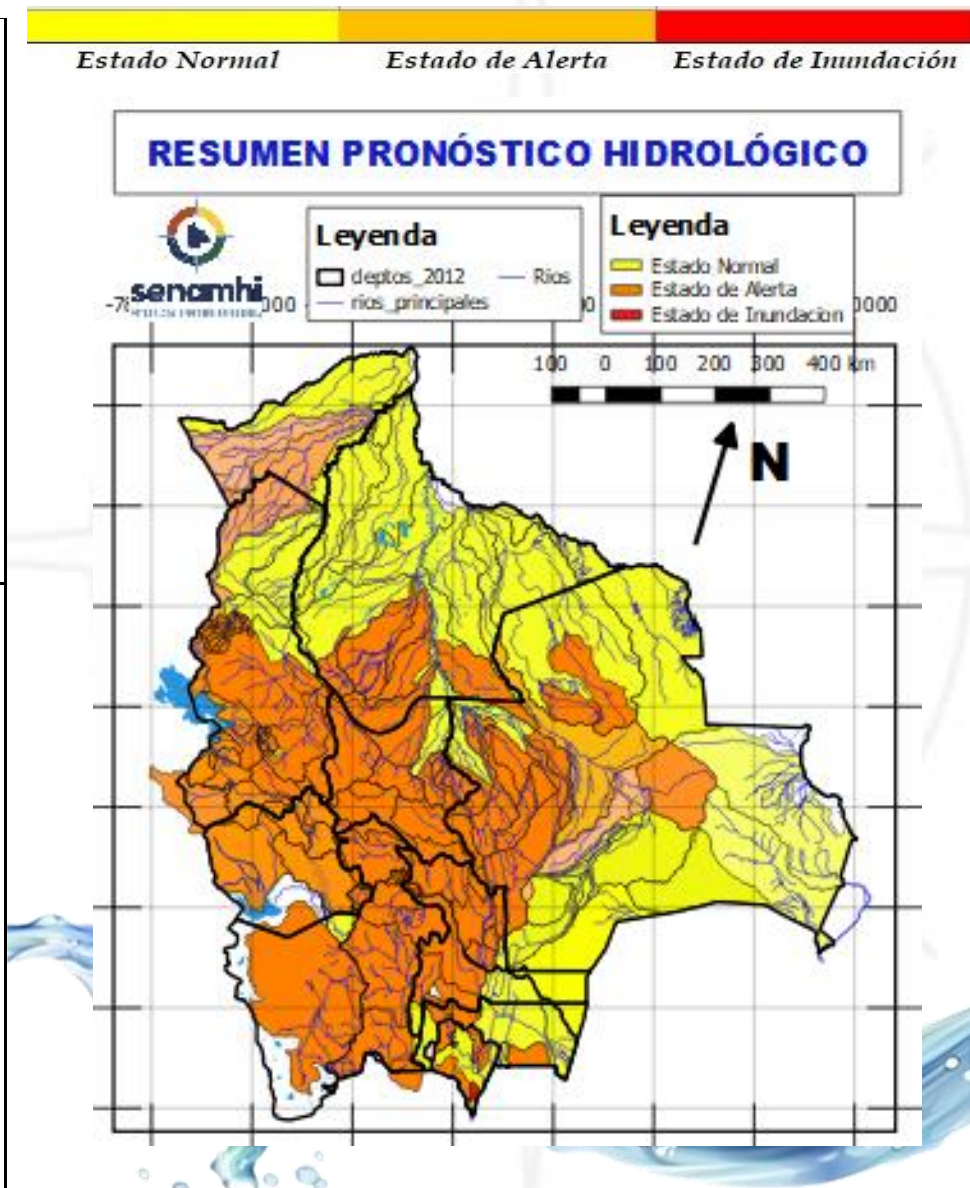 Estado Normal Estado de Alerta Estado de Inundación
RESUMEN PRONÓSTICO HIDROLÓGICO
senamhi
Leyenda
deptos_2012 Rios
rios_principales
Leyenda
Estado Normal
Estado de Alerta
Estado de Inundacion
100 0 100 200 300 400 km
N